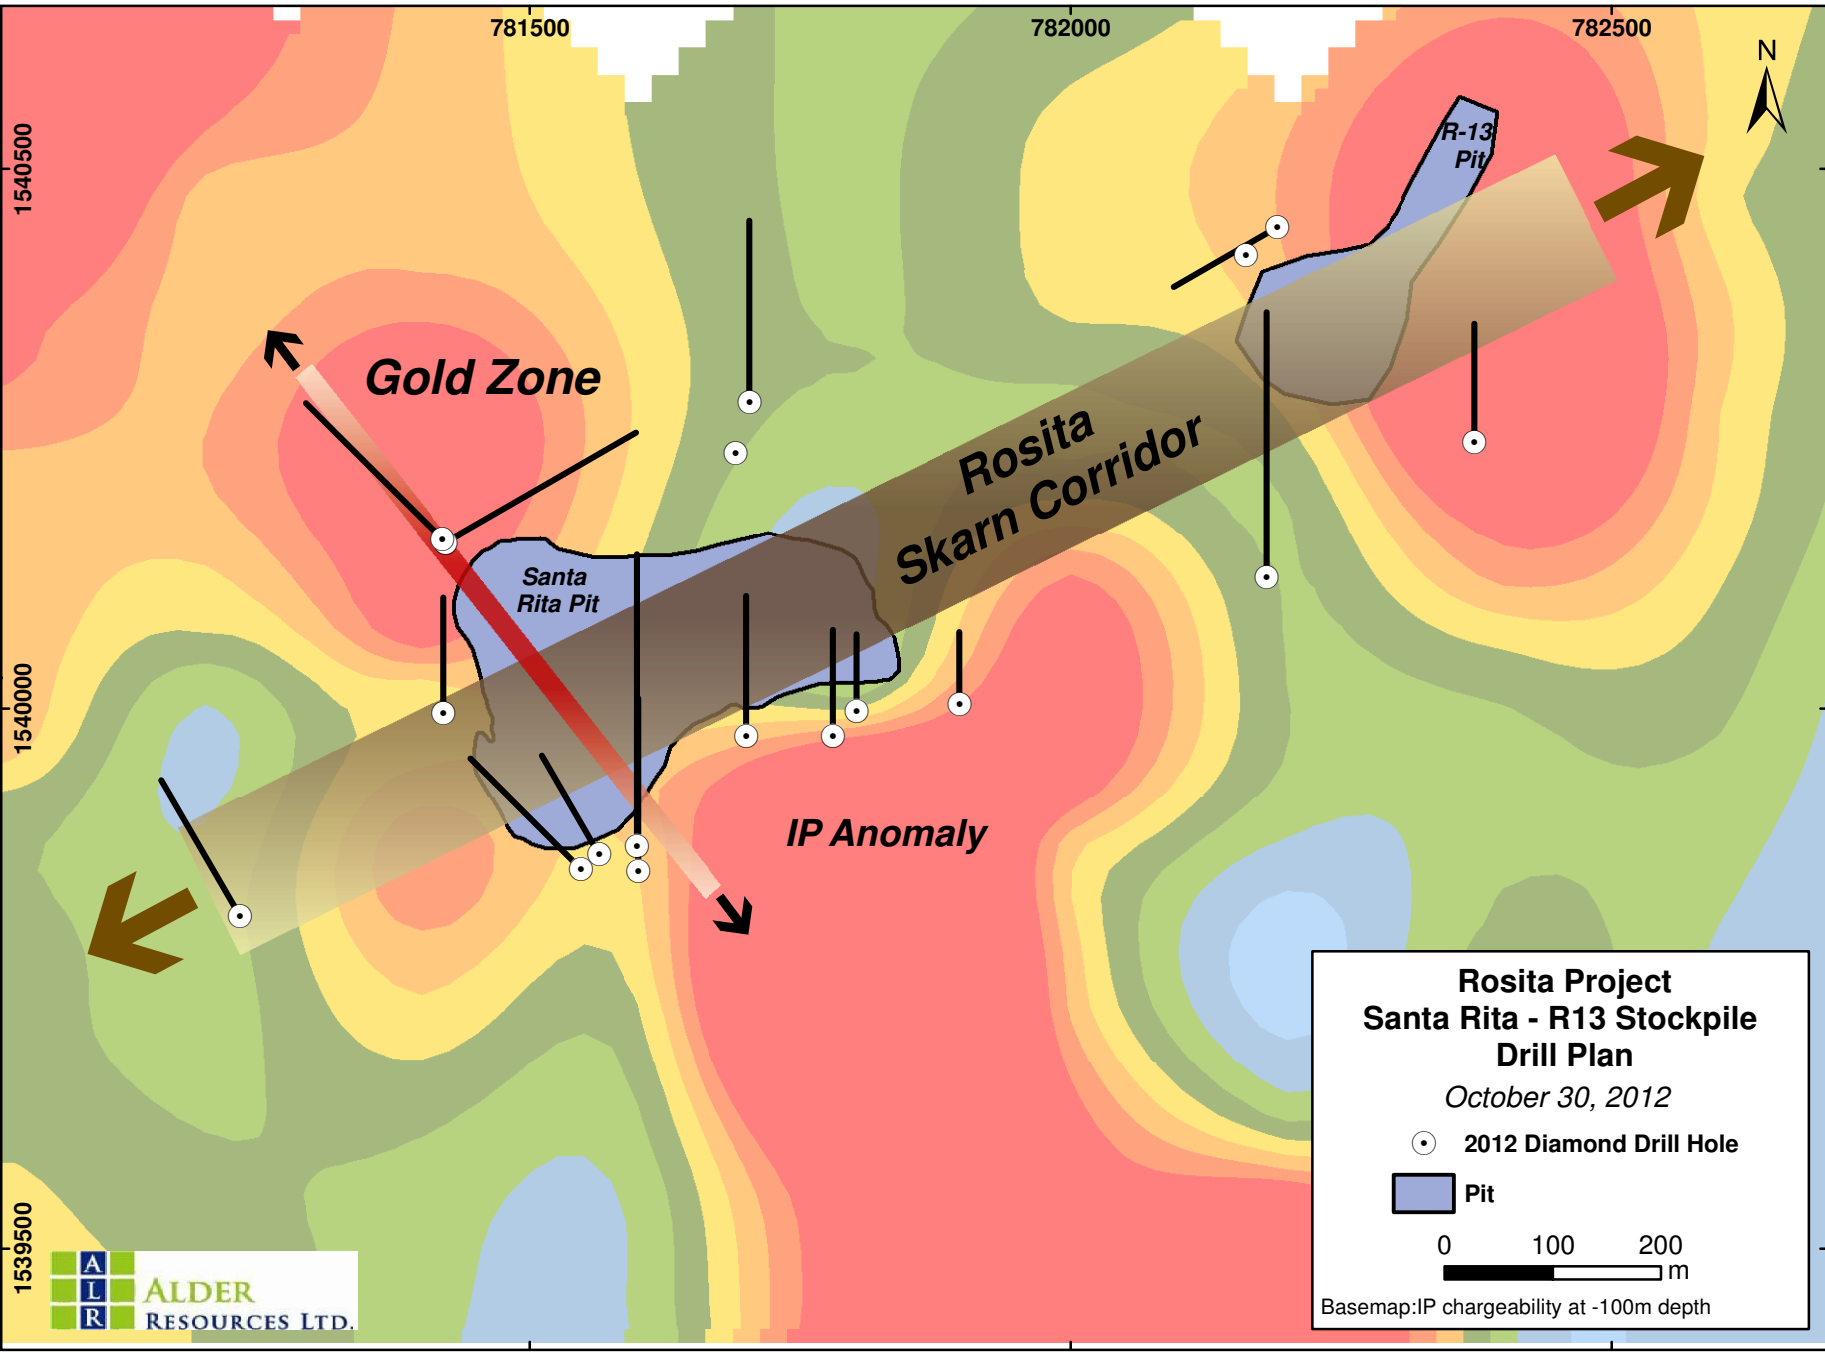 781500
782000
782500
N
1540500
R-13
Pit
Gold Zone
Rosita
Skarn Corridor
Santa
Rita Pit
1540000
IP Anomaly
1539500
Rosita Project
Santa Rita - R13 Stockpile
Drill Plan
October 30, 2012
2012 Diamond Drill Hole
Pit
0 100 200
m
Basemap:IP chargeability at -100m depth
A
L
R
ALDER
RESOURCES LTD.